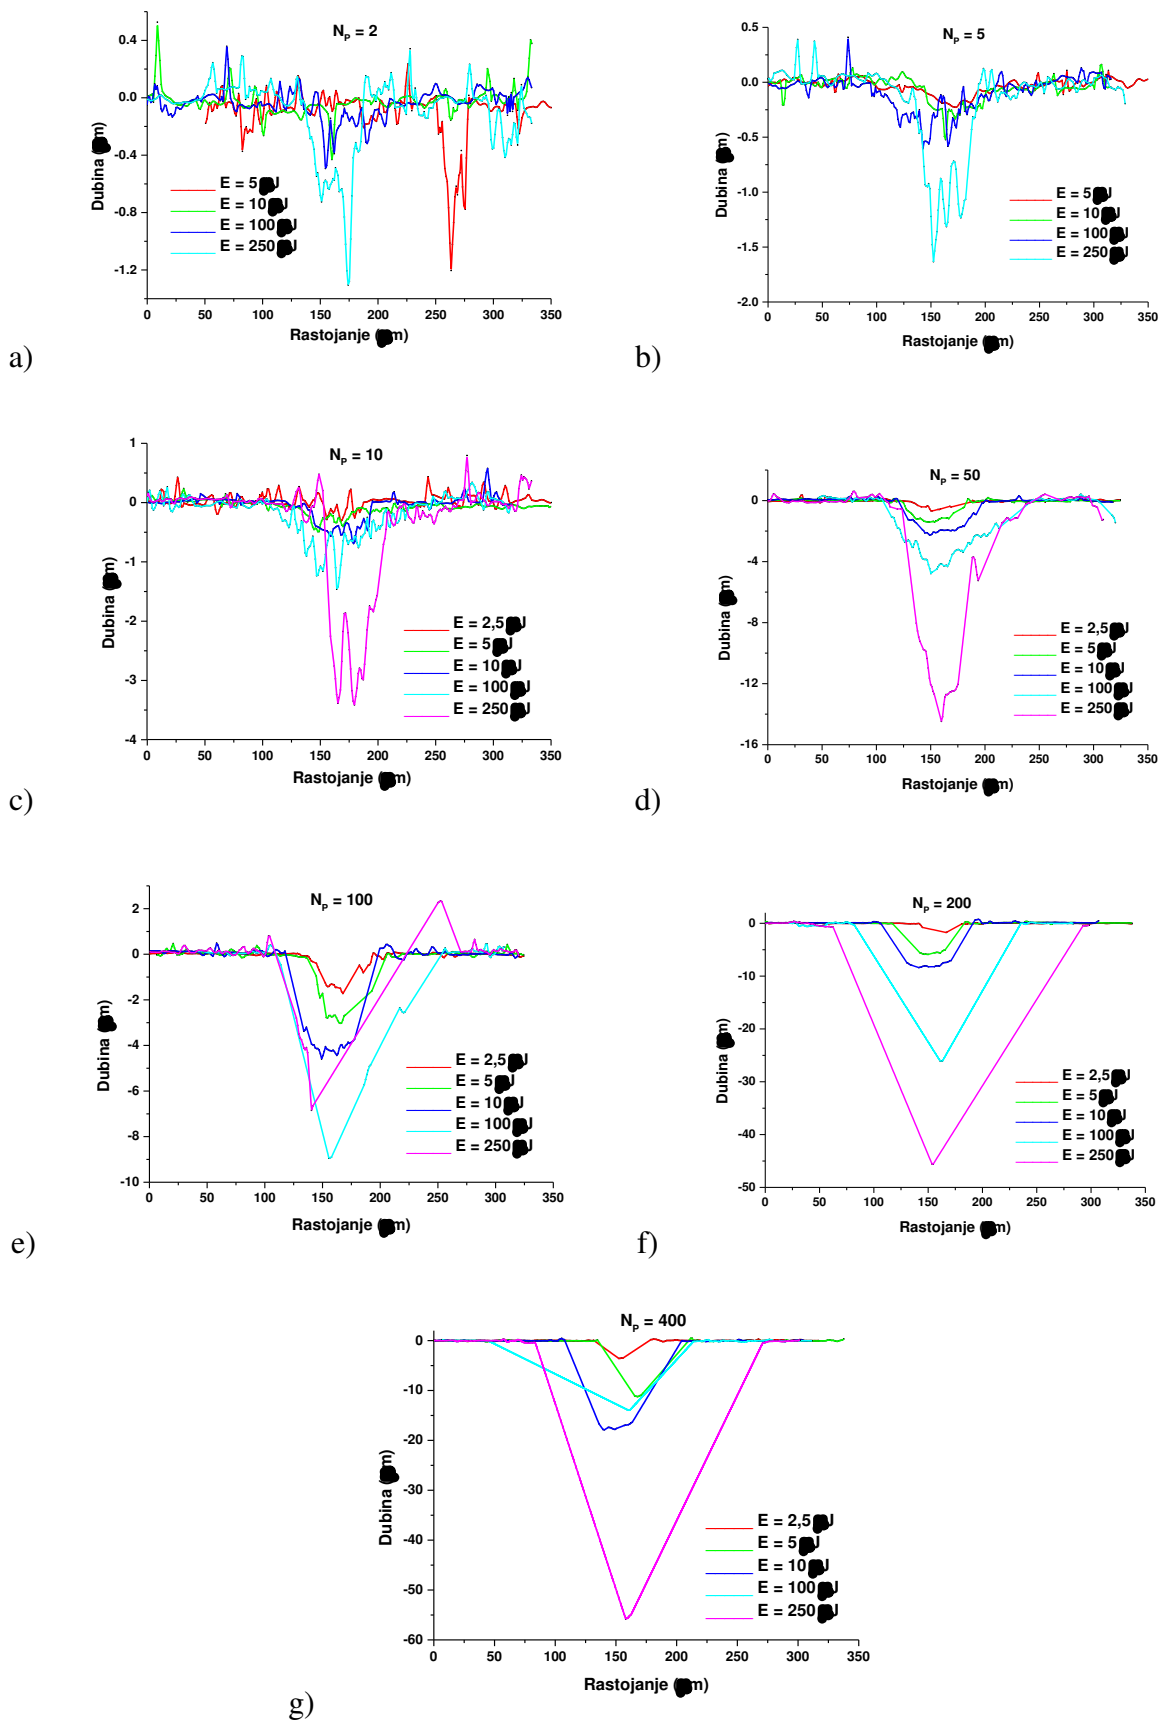 N_P = 2
0.4
0.0
-0.4
-0.8
-1.2
Dubina ( m)
E = 5 J
E = 10 J
E = 100 J
E = 250 J
0 50 100 150 200 250 300 350
Rastojanje ( m)
a)
N_P = 5
0.5
0.0
-0.5
-1.0
-1.5
-2.0
Dubina ( m)
E = 5 J
E = 10 J
E = 100 J
E = 250 J
0 50 100 150 200 250 300 350
Rastojanje ( m)
b)
N_P = 10
1
0
-1
-2
-3
-4
Dubina ( m)
E = 2,5 J
E = 5 J
E = 10 J
E = 100 J
E = 250 J
0 50 100 150 200 250 300 350
Rastojanje ( m)
c)
N_P = 50
0
-4
-8
-12
-16
Dubina ( m)
E = 2,5 J
E = 5 J
E = 10 J
E = 100 J
E = 250 J
0 50 100 150 200 250 300 350
Rastojanje ( m)
d)
N_P = 100
2
0
-2
-4
-6
-8
-10
Dubina ( m)
E = 2,5 J
E = 5 J
E = 10 J
E = 100 J
E = 250 J
0 50 100 150 200 250 300 350
Rastojanje ( m)
e)
N_P = 200
0
-10
-20
-30
-40
-50
Dubina ( m)
E = 2,5 J
E = 5 J
E = 10 J
E = 100 J
E = 250 J
0 50 100 150 200 250 300 350
Rastojanje ( m)
f)
N_P = 400
0
-10
-20
-30
-40
-50
-60
Dubina ( m)
E = 2,5 J
E = 5 J
E = 10 J
E = 100 J
E = 250 J
0 50 100 150 200 250 300 350
Rastojanje ( m)
g)